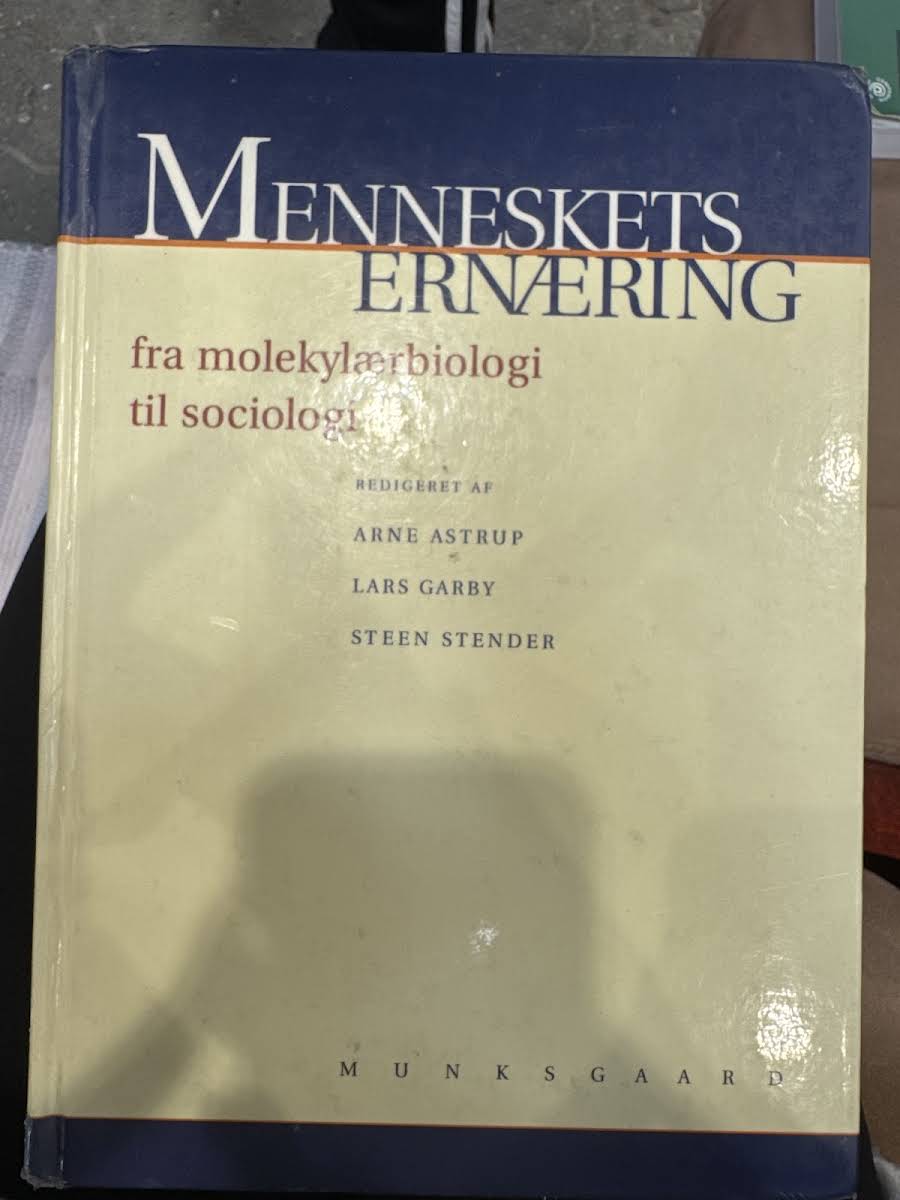 MENNESKETS
ERNÆRING
fra molekylærbiologi
til sociologi
REDIGERET AF
ARNE ASTRUP
LARS GARBY
STEEN STENDER
MUNKSGAARD